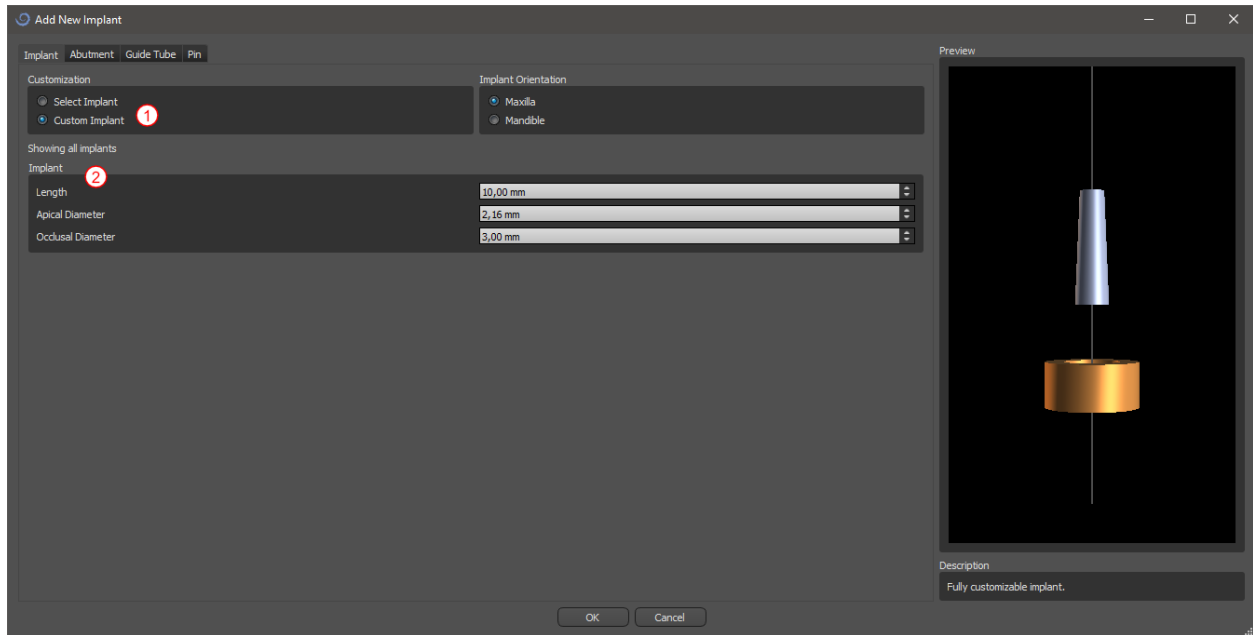 Add New Implant
Implant Abutment Guide Tube Pin
Customization
Select Implant
Custom Implant 1
Implant Orientation
Maxilla
Mandible
Showing all implants
Implant
2
Length 10,00 mm
Apical Diameter 2,16 mm
Occlusal Diameter 3,00 mm
Preview
Description
Fully customizable implant.
OK Cancel